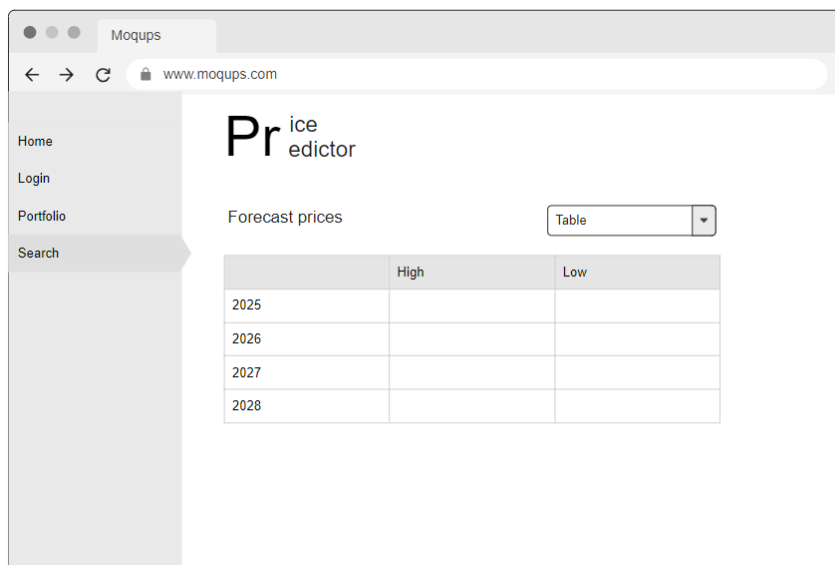 Moqups
www.moqups.com
Home
Login
Portfolio
Search
Pr ice
edictor
Forecast prices
Table
High Low
2025
2026
2027
2028